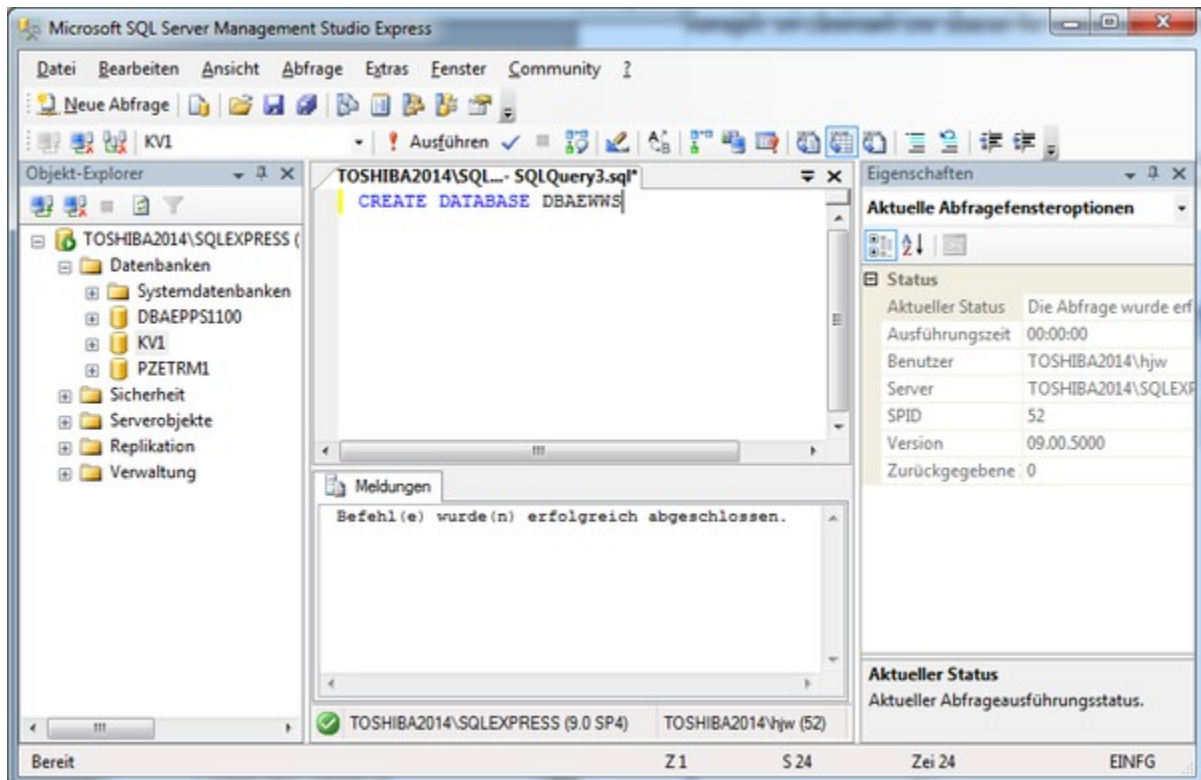 Microsoft SQL Server Management Studio Express
Datei Bearbeiten Ansicht Abfrage Extras Fenster Community ?
Neue Abfrage
KV1 Ausführen
Objekt-Explorer
TOSHIBA2014\SQLEXPRESS (
Datenbanken
Systemdatenbanken
DBAEPPS1100
KV1
PZETRM1
Sicherheit
Serverobjekte
Replikation
Verwaltung
TOSHIBA2014\SQL...- SQLQuery3.sql*
CREATE DATABASE DBAEWWS
Meldungen
Befehl(e) wurde(n) erfolgreich abgeschlossen.
TOSHIBA2014\SQLEXPRESS (9.0 SP4) TOSHIBA2014\hjw (52)
Eigenschaften
Aktuelle Abfragefensteroptionen
Status
Aktueller Status Die Abfrage wurde erf
Ausführungszeit 00:00:00
Benutzer TOSHIBA2014\hjw
Server TOSHIBA2014\SQLEXP
SPID 52
Version 09.00.5000
Zurückgegebene 0
Aktueller Status
Aktueller Abfrageausführungsstatus.
Bereit Z 1 S 24 Zei 24 EINFG